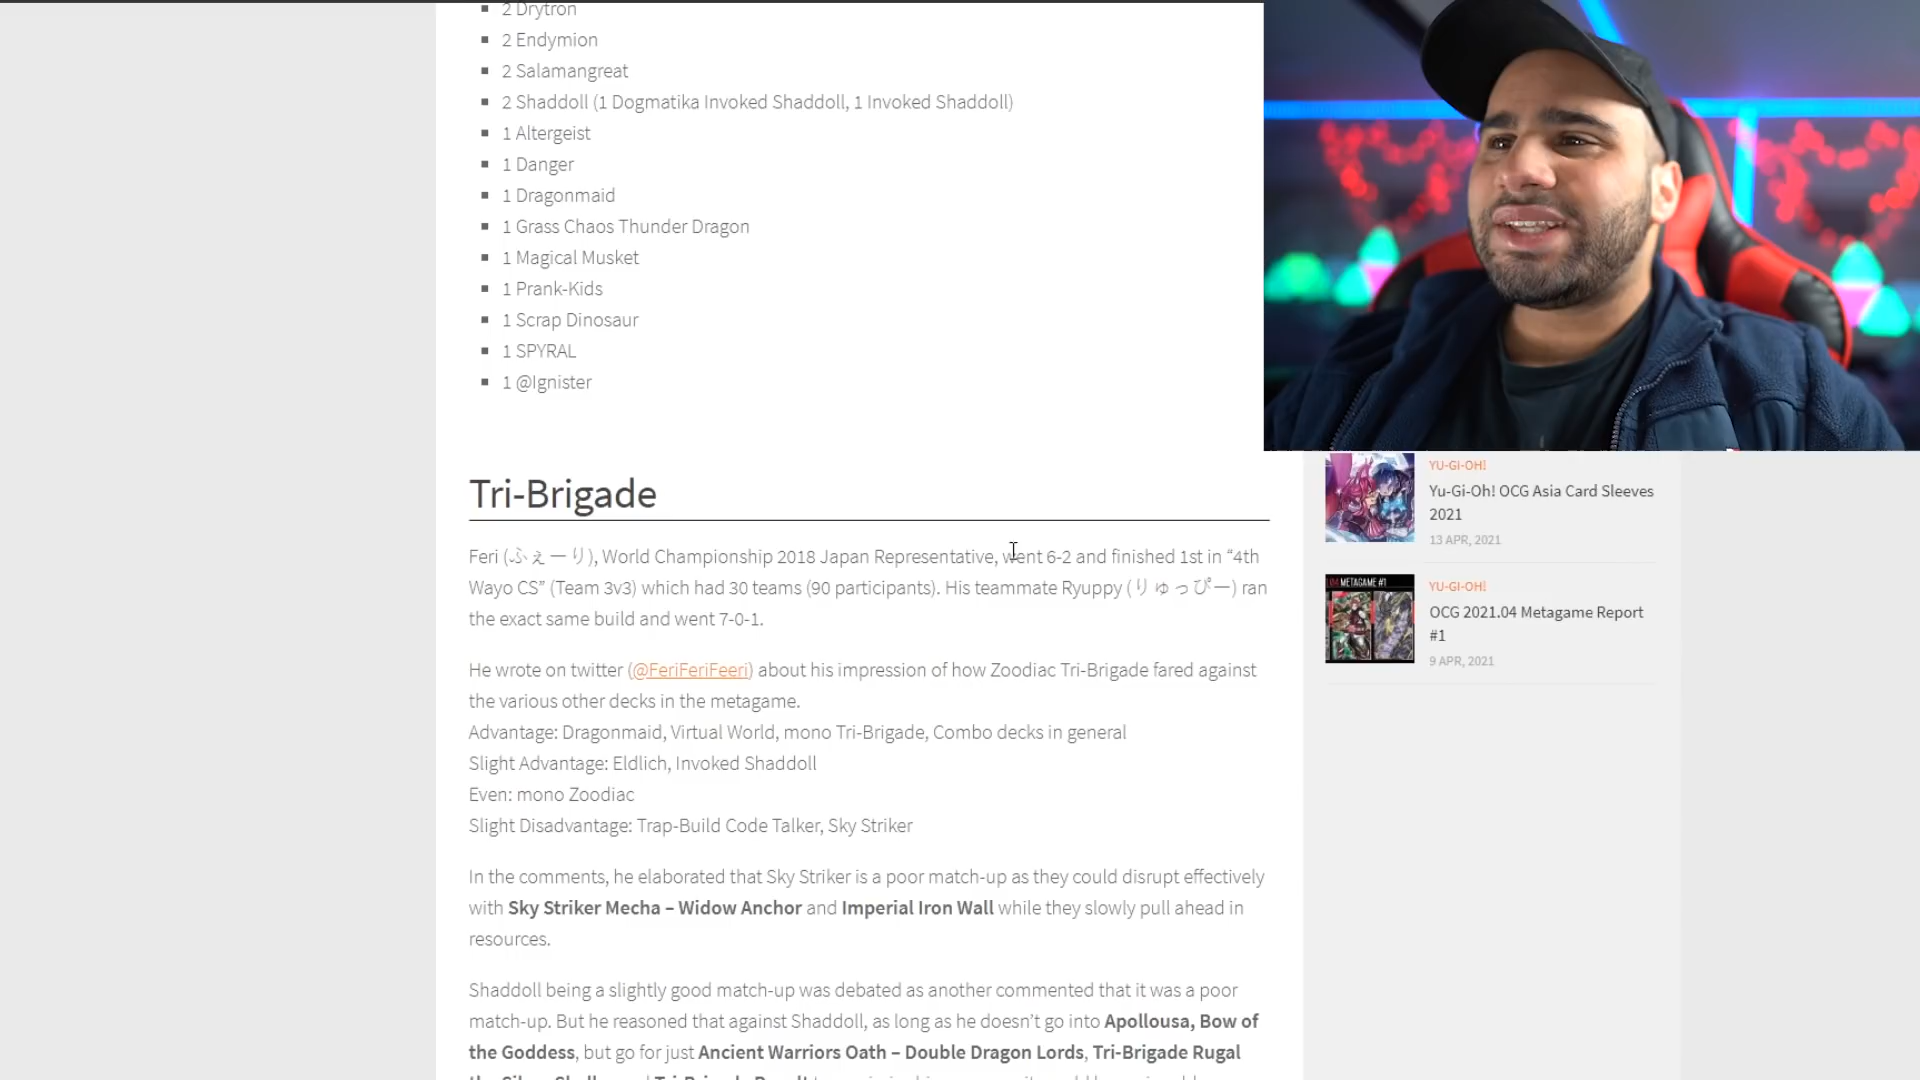 2 Drytron
2 Endymion
2 Salamangreat
2 Shaddoll (1 Dogmatika Invoked Shaddoll, 1 Invoked Shaddoll)
1 Altergeist
1 Danger
1 Dragonmaid
1 Grass Chaos Thunder Dragon
1 Magical Musket
1 Prank-Kids
1 Scrap Dinosaur
1 SPYRAL
1 @Ignister
Tri-Brigade
Feri (ふぇーり), World Championship 2018 Japan Representative, went 6-2 and finished 1st in “4th
Wayo CS” (Team 3v3) which had 30 teams (90 participants). His teammate Ryuppy (りゅっぴー) ran
the exact same build and went 7-0-1.
He wrote on twitter (@FeriFeriFeeri) about his impression of how Zoodiac Tri-Brigade fared against
the various other decks in the metagame.
Advantage: Dragonmaid, Virtual World, mono Tri-Brigade, Combo decks in general
Slight Advantage: Eldlich, Invoked Shaddoll
Even: mono Zoodiac
Slight Disadvantage: Trap-Build Code Talker, Sky Striker
In the comments, he elaborated that Sky Striker is a poor match-up as they could disrupt effectively
with Sky Striker Mecha – Widow Anchor and Imperial Iron Wall while they slowly pull ahead in
resources.
Shaddoll being a slightly good match-up was debated as another commented that it was a poor
match-up. But he reasoned that against Shaddoll, as long as he doesn’t go into Apollousa, Bow of
the Goddess, but go for just Ancient Warriors Oath – Double Dragon Lords, Tri-Brigade Rugal
YU-GI-OH!
Yu-Gi-Oh! OCG Asia Card Sleeves
2021
13 APR, 2021
METAGAME #1
YU-GI-OH!
OCG 2021.04 Metagame Report
#1
9 APR, 2021